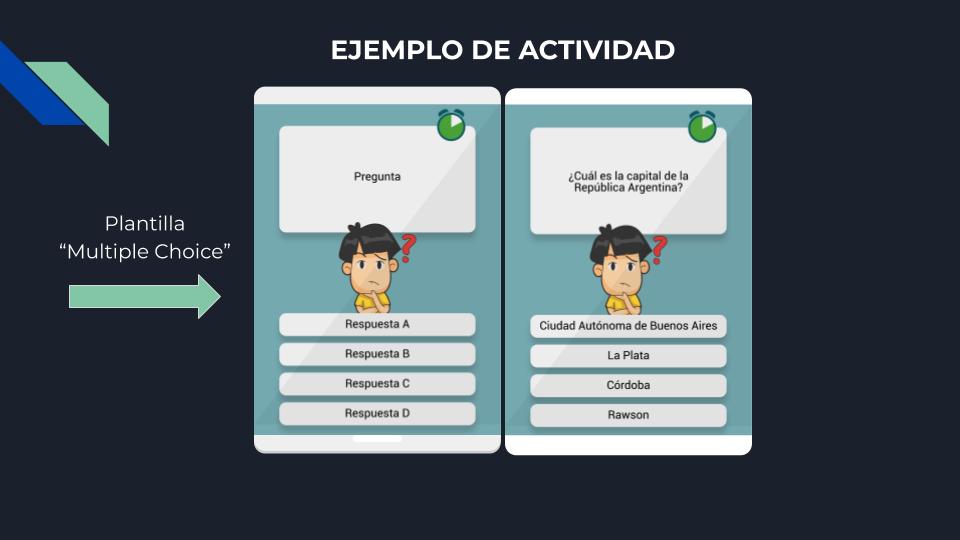 EJEMPLO DE ACTIVIDAD
Plantilla
“Multiple Choice”
Pregunta
Respuesta A
Respuesta B
Respuesta C
Respuesta D
¿Cuál es la capital de la
República Argentina?
Ciudad Autónoma de Buenos Aires
La Plata
Córdoba
Rawson